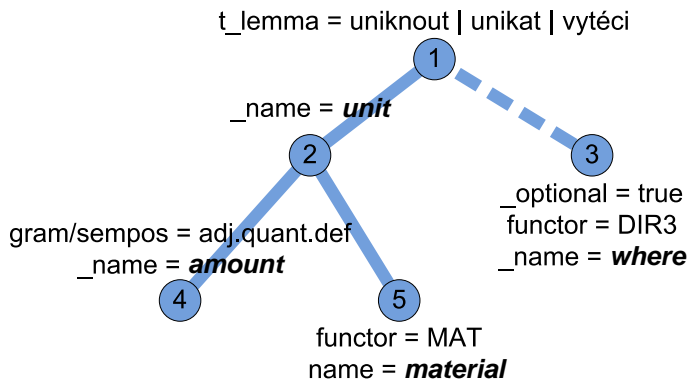 t_lemma = uniknout | unikat | vytéci
1
_name = unit
2
3
_optional = true
functor = DIR3
_name = where
gram/sempos = adj.quant.def
_name = amount
4
5
functor = MAT
name = material